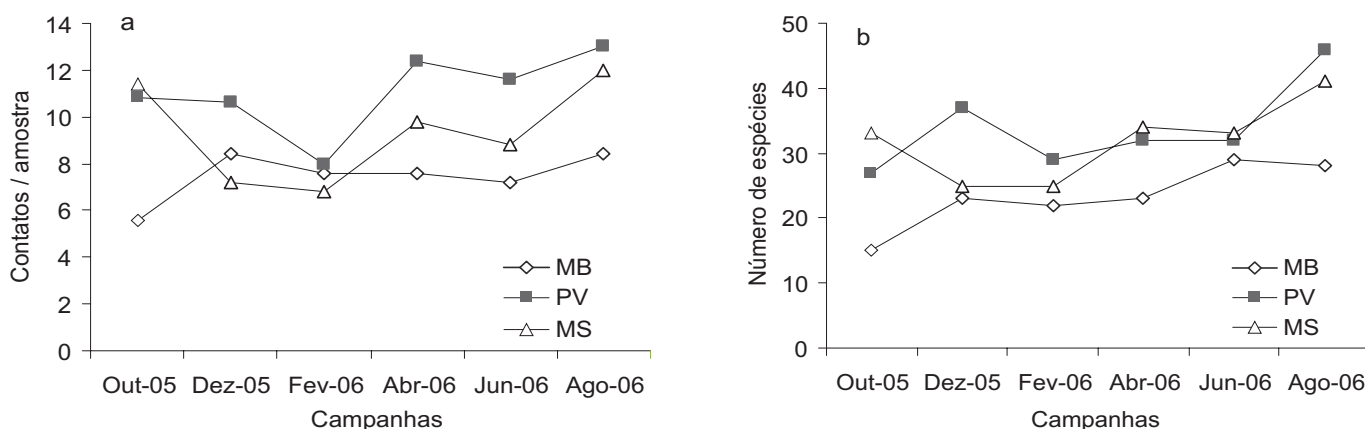 a
14
12
10
8
6
4
2
0
Contatos / amostra
MB
PV
MS
Out-05 Dez-05 Fev-06 Abr-06 Jun-06 Ago-06
Campanhas
b
50
40
30
20
10
0
Número de espécies
MB
PV
MS
Out-05 Dez-05 Fev-06 Abr-06 Jun-06 Ago-06
Campanhas